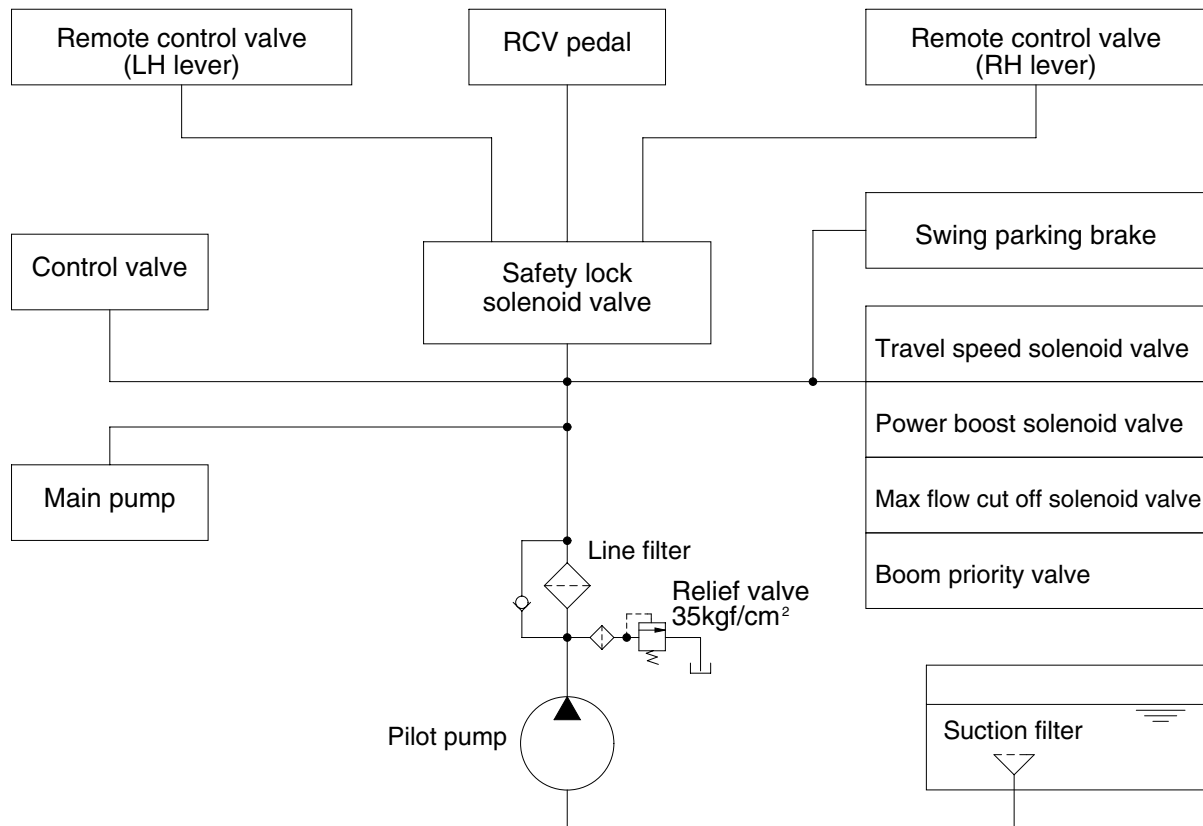 Remote control valve
(LH lever)
RCV pedal
Remote control valve
(RH lever)
Swing parking brake
Control valve
Safety lock
solenoid valve
Travel speed solenoid valve
Power boost solenoid valve
Main pump
Max flow cut off solenoid valve
Line filter
Boom priority valve
Relief valve
35kgf/cm²
Pilot pump
Suction filter